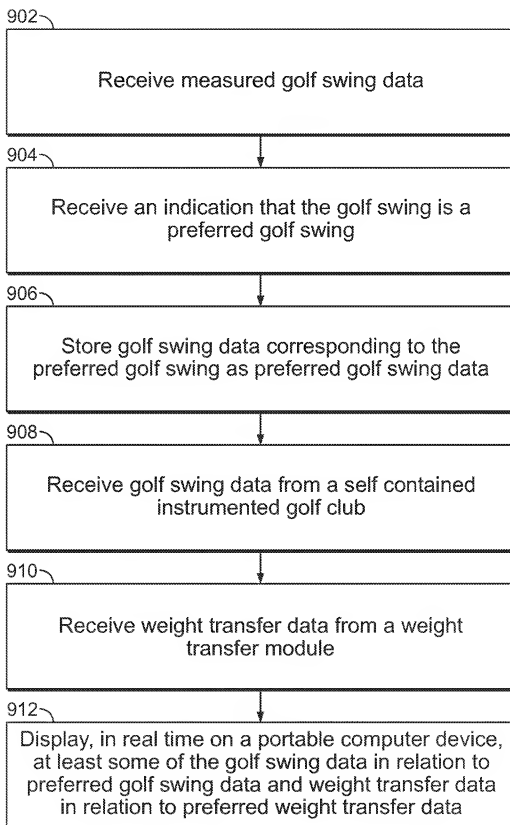 902
Receive measured golf swing data
904
Receive an indication that the golf swing is a
preferred golf swing
906
Store golf swing data corresponding to the
preferred golf swing as preferred golf swing data
908
Receive golf swing data from a self contained
instrumented golf club
910
Receive weight transfer data from a weight
transfer module
912
Display, in real time on a portable computer device,
at least some of the golf swing data in relation to
preferred golf swing data and weight transfer data
in relation to preferred weight transfer data